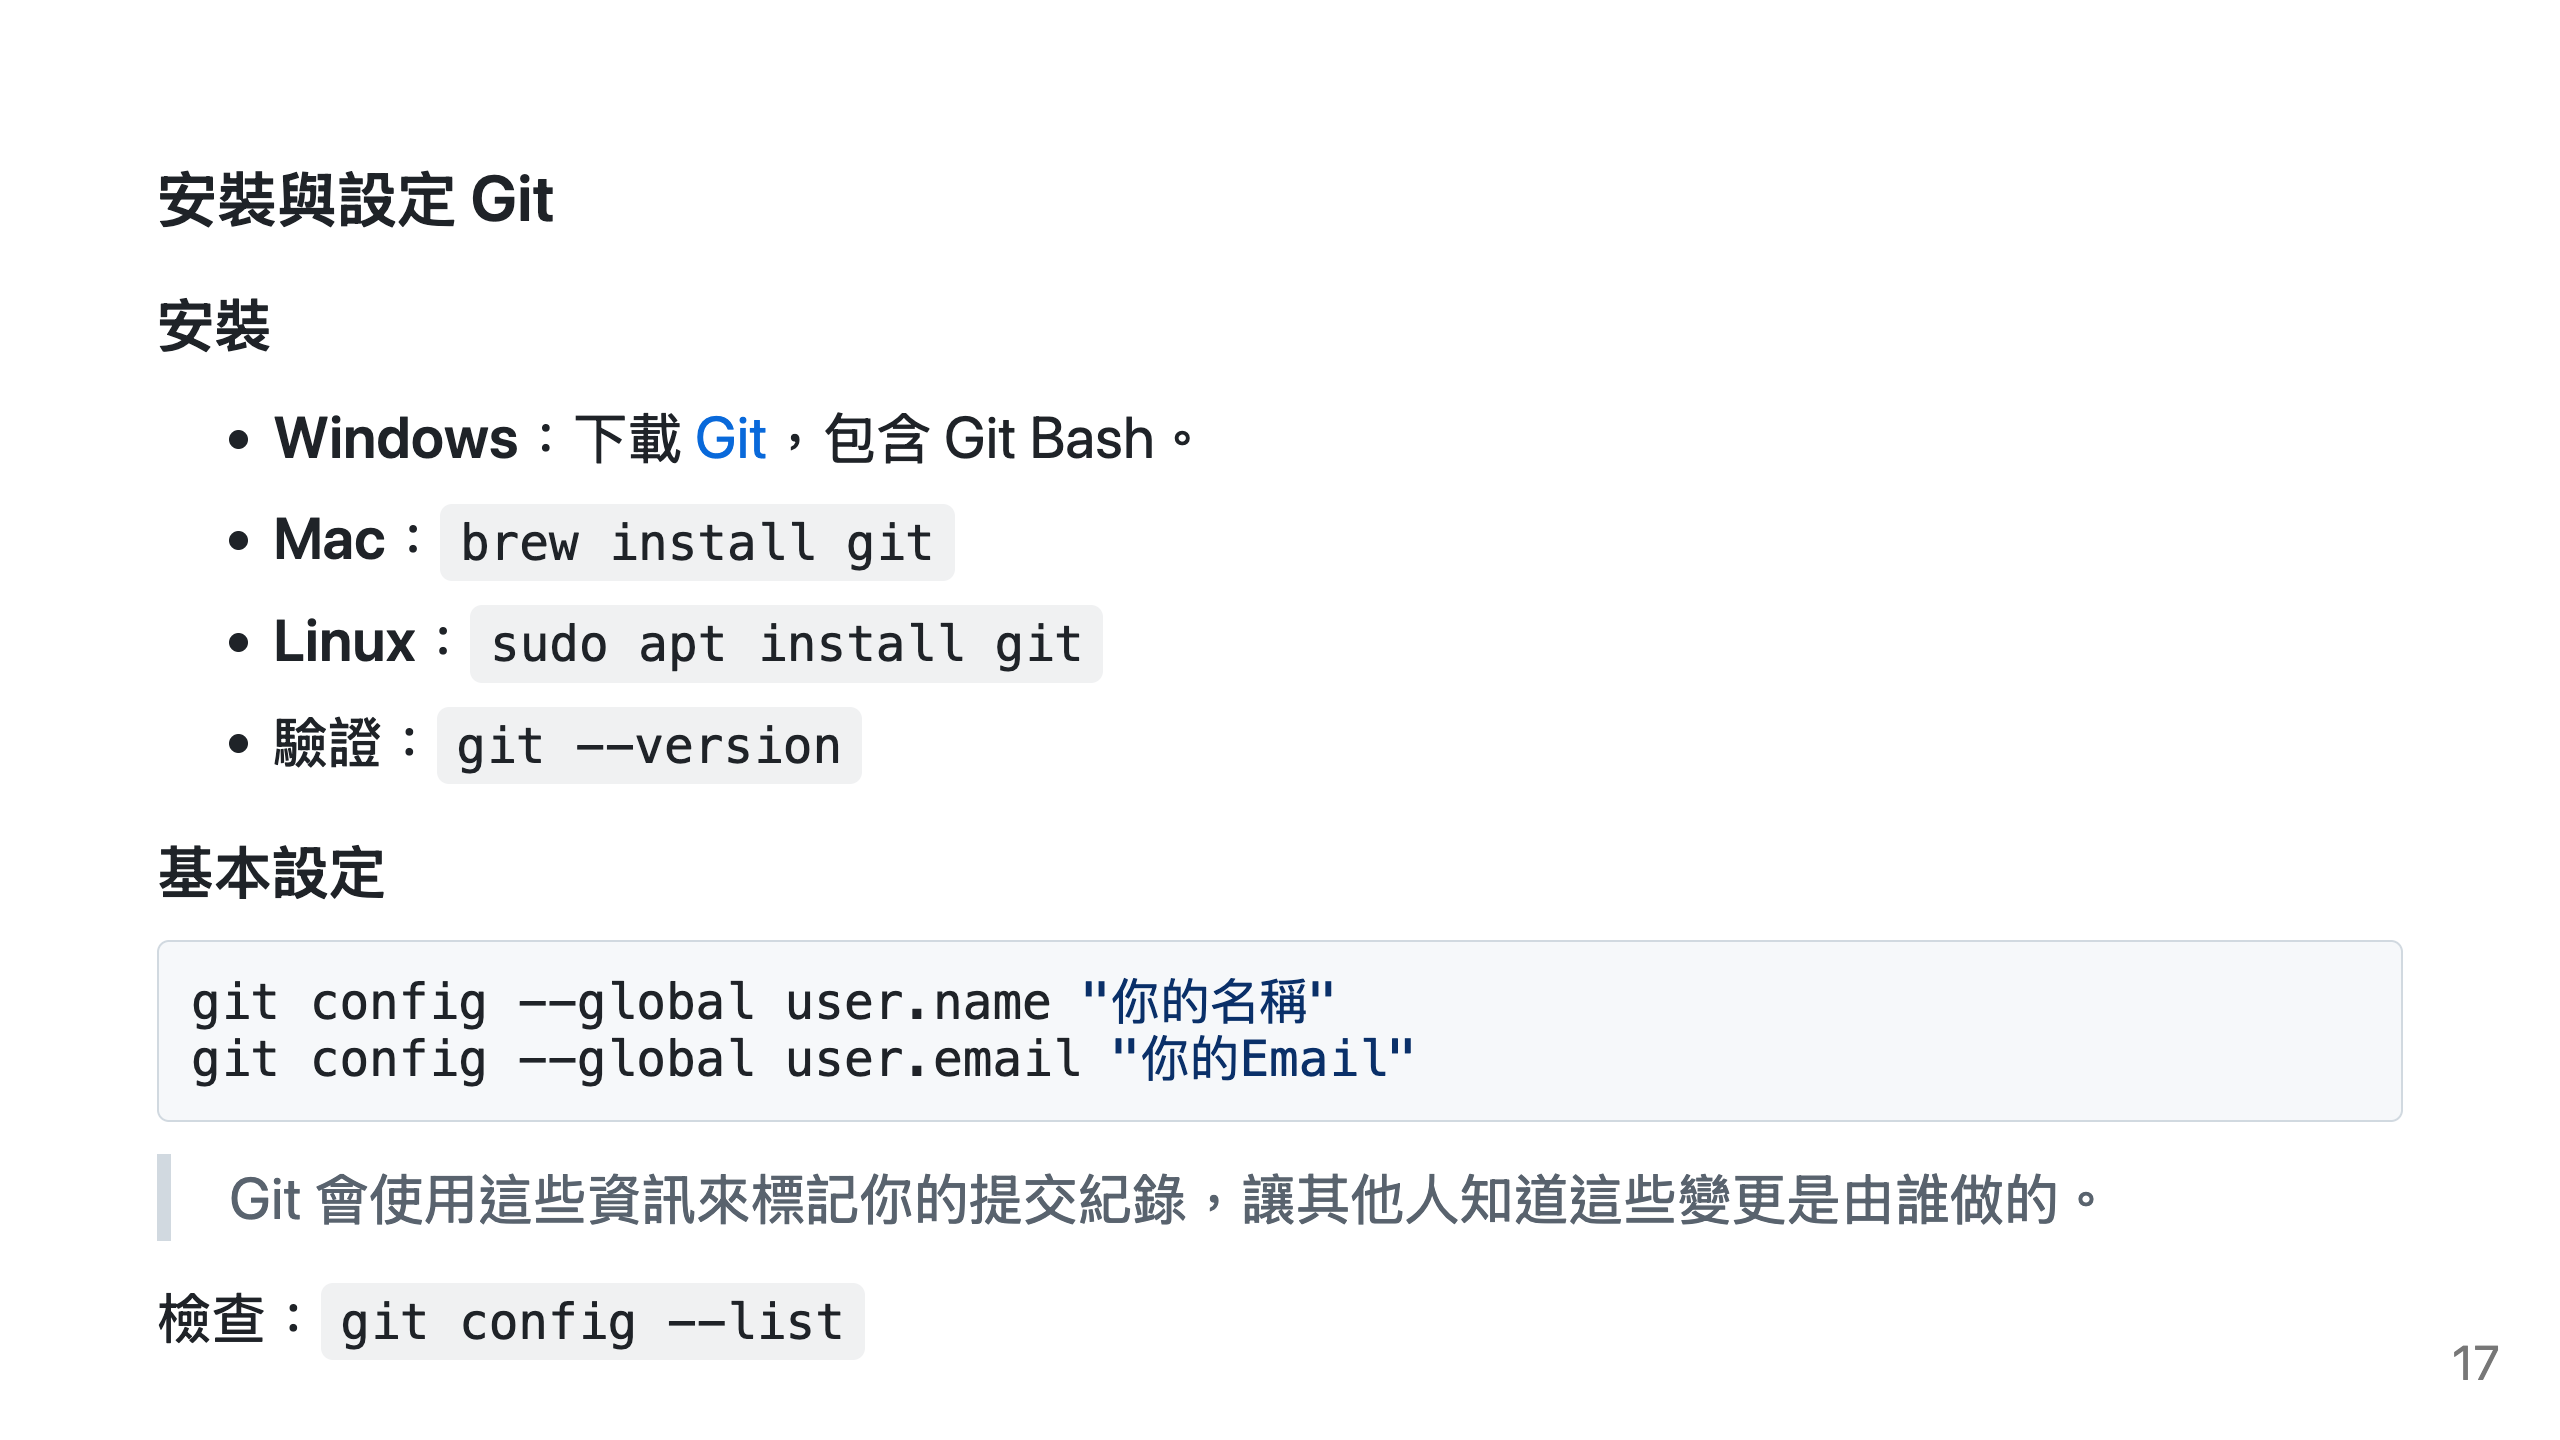 安裝與設定 Git
安裝
• Windows：下載 Git，包含 Git Bash。
• Mac：brew install git
• Linux：sudo apt install git
• 驗證：git --version
基本設定
git config --global user.name "你的名稱"
git config --global user.email "你的Email"
Git 會使用這些資訊來標記你的提交紀錄，讓其他人知道這些變更是由誰做的。
檢查：git config --list
17